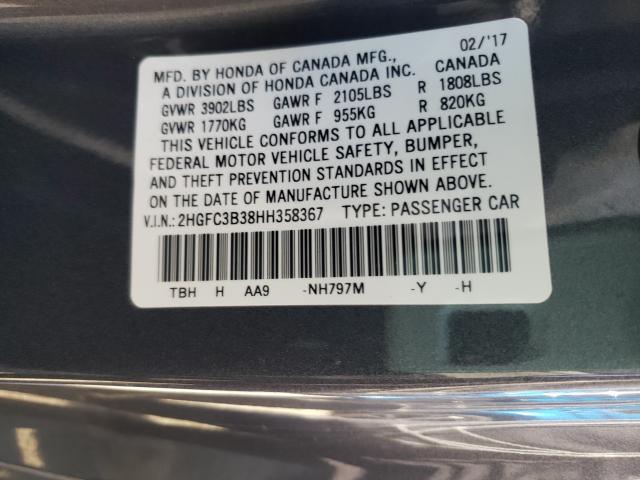 02/'17
MFD. BY HONDA OF CANADA MFG., CANADA
A DIVISION OF HONDA CANADA INC.
GVWR 3902LBS GAWR F 2105LBS R 1808LBS
GVWR 1770KG GAWR F 955KG R 820KG
THIS VEHICLE CONFORMS TO ALL APPLICABLE
FEDERAL MOTOR VEHICLE SAFETY, BUMPER,
AND THEFT PREVENTION STANDARDS IN EFFECT
ON THE DATE OF MANUFACTURE SHOWN ABOVE.
V.I.N.:2HGFC3B38HH358367 TYPE: PASSENGER CAR
TBH H AA9 -NH797M -Y -H